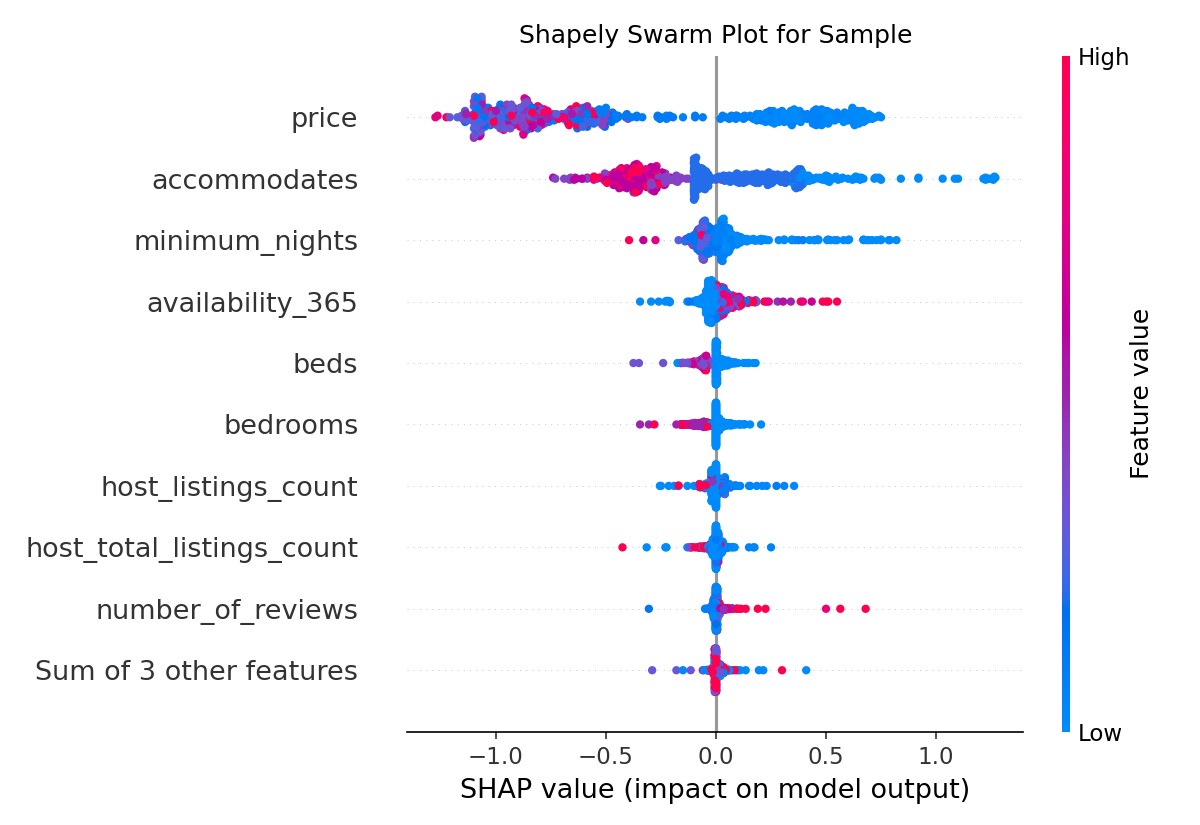 Shapely Swarm Plot for Sample
High
price
accommodates
minimum_nights
availability_365
beds
bedrooms
host_listings_count
host_total_listings_count
number_of_reviews
Sum of 3 other features
Feature value
Low
−1.0 −0.5 0.0 0.5 1.0
SHAP value (impact on model output)